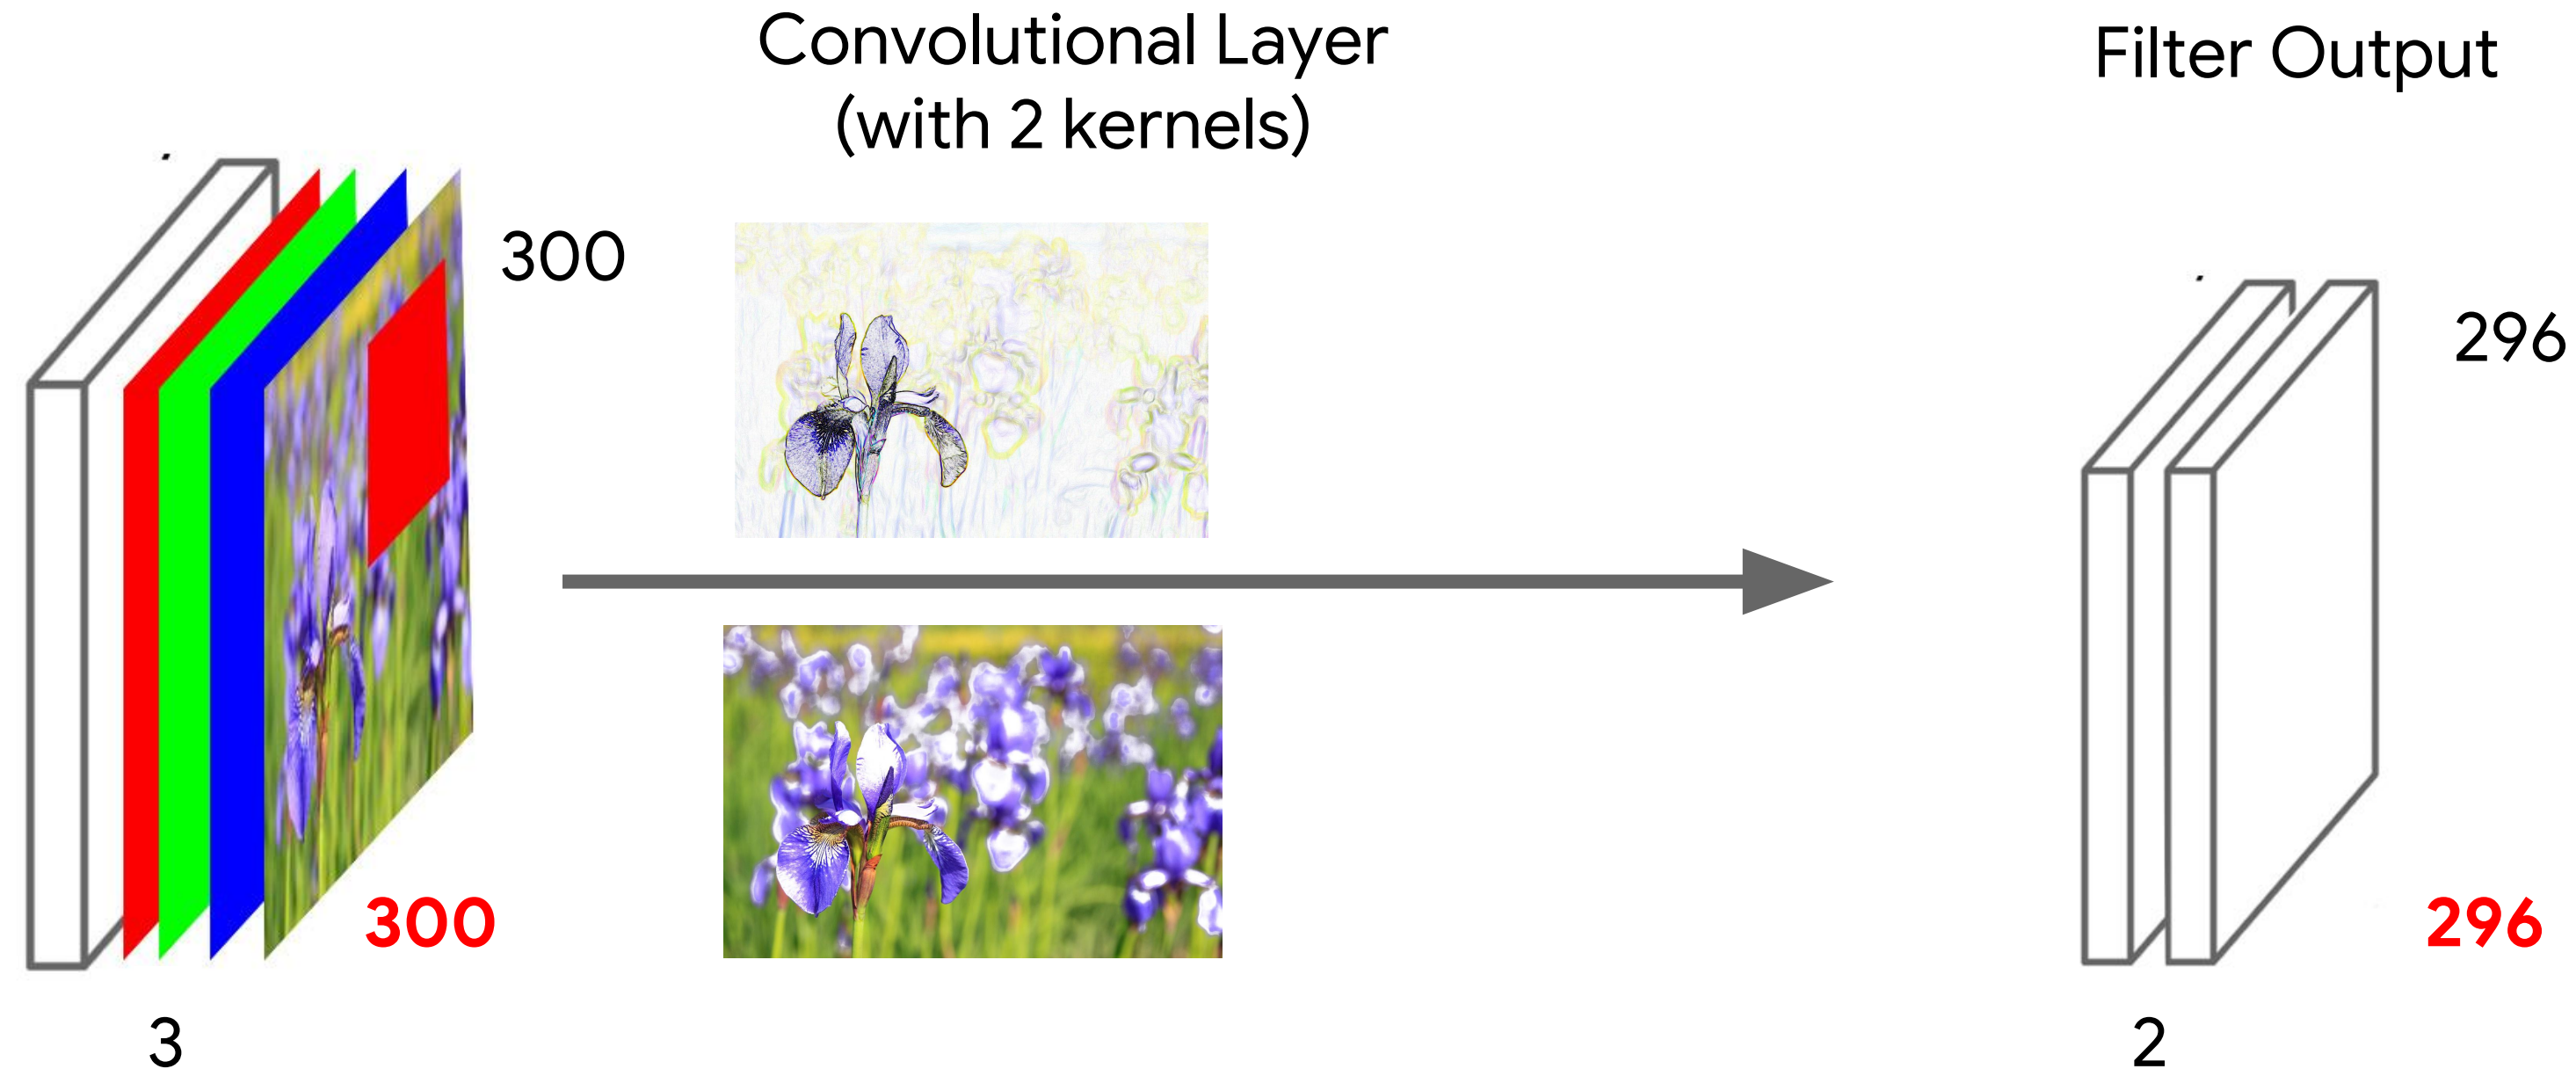 Convolutional Layer
(with 2 kernels)
Filter Output
300
300
3
296
296
2